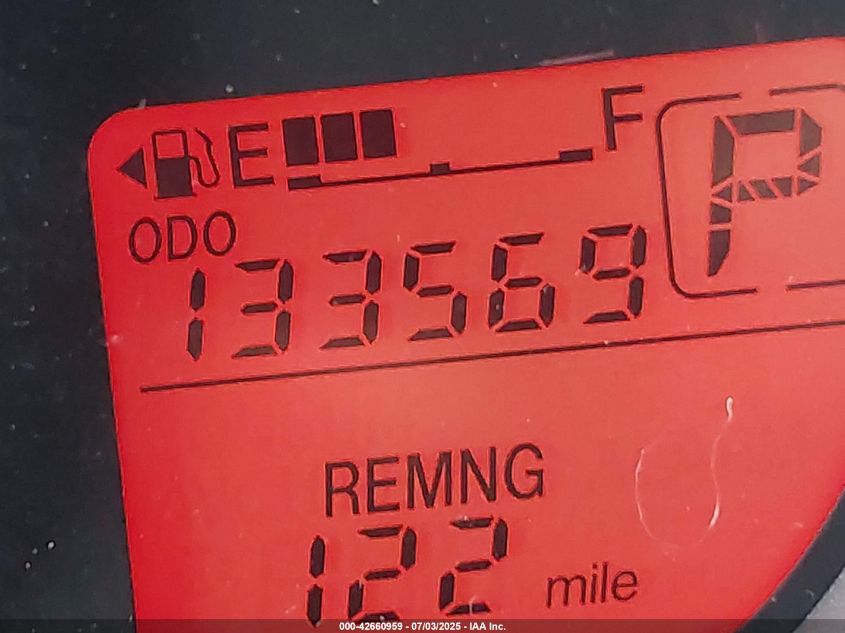 E F
P
ODO
133569
REMNG
122 mile
000-42660959 - 07/03/2025 - IAA Inc.